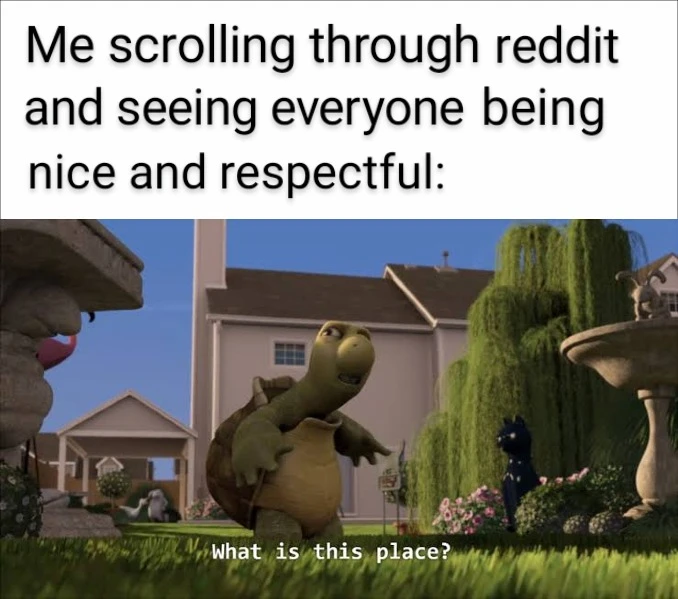 Me scrolling through reddit
and seeing everyone being
nice and respectful:
What is this place?